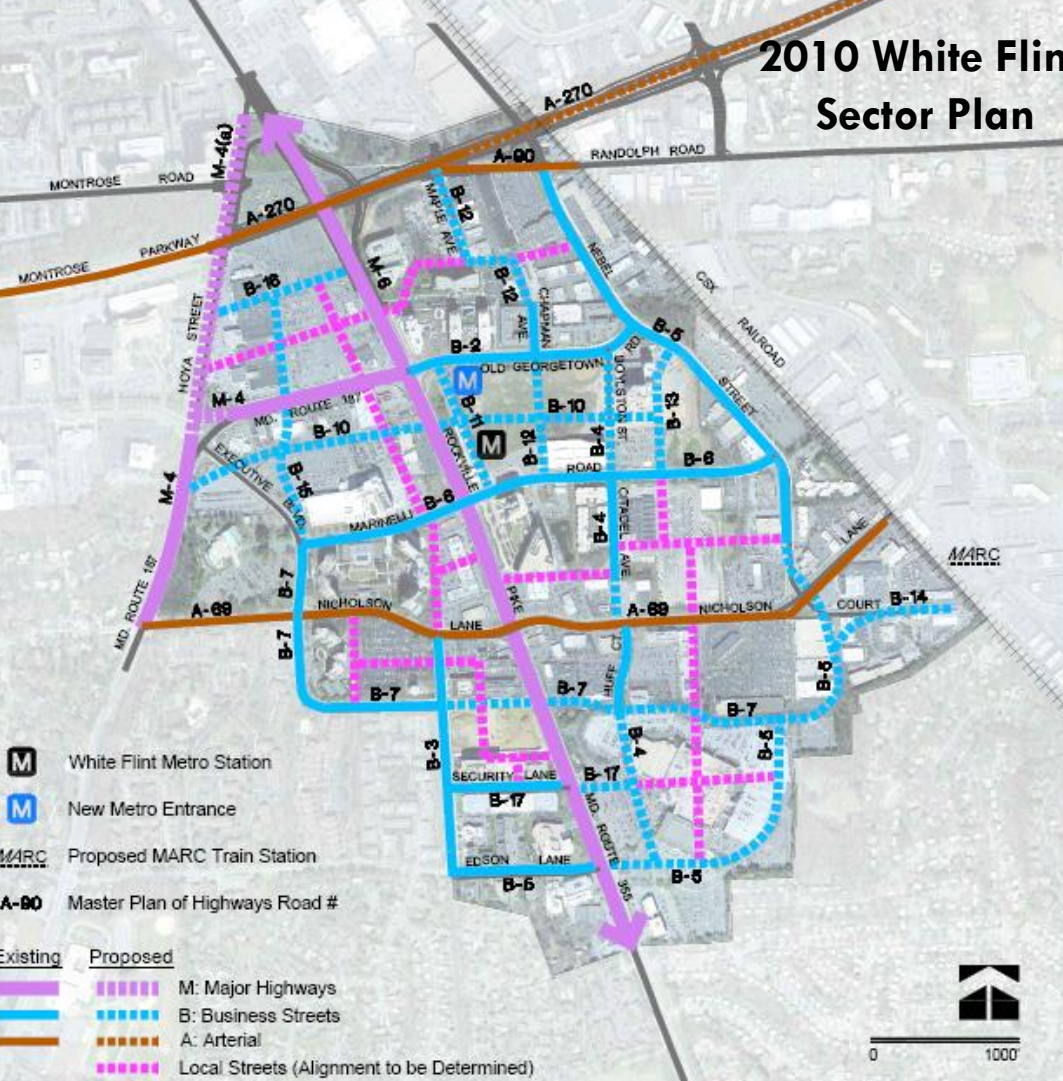 2010 White Flin
Sector Plan
A-270
A-90
RANDOLPH ROAD
M-4(a)
MONTROSE ROAD
A-270
MONTROSE PARKWAY
MAPLE AVE
B-12
M-6
NEBEL
B-16
B-12
CHAPMAN
AVE
CSX
RAILROAD
HOYA STREET
B-2
OLD GEORGETOWN
RD
B-5
STREET
M
M-4
MD. ROUTE 187
B-11
B-10
BOYLSTON ST
B-13
B-10
ROCKVILLE
M
B-12
B-4
EXECUTIVE
BLVD.
B-15
ROAD
B-6
M-4
B-6
MARINELLI
B-4
CITADEL
AVE
LANE
MARC
MD. ROUTE 187
B-7
PIKE
A-69
NICHOLSON
LANE
A-69
NICHOLSON
COURT
B-14
B-7
HUFF
CT
B-5
B-7
B-7
B-7
B-3
B-4
B-5
SECURITY LANE
B-17
B-17
MD. ROUTE
355
EDSON LANE
B-5
B-5
M White Flint Metro Station
M New Metro Entrance
MARC Proposed MARC Train Station
A-90 Master Plan of Highways Road #
Existing Proposed
M: Major Highways
B: Business Streets
A: Arterial
Local Streets (Alignment to be Determined)
0 1000'